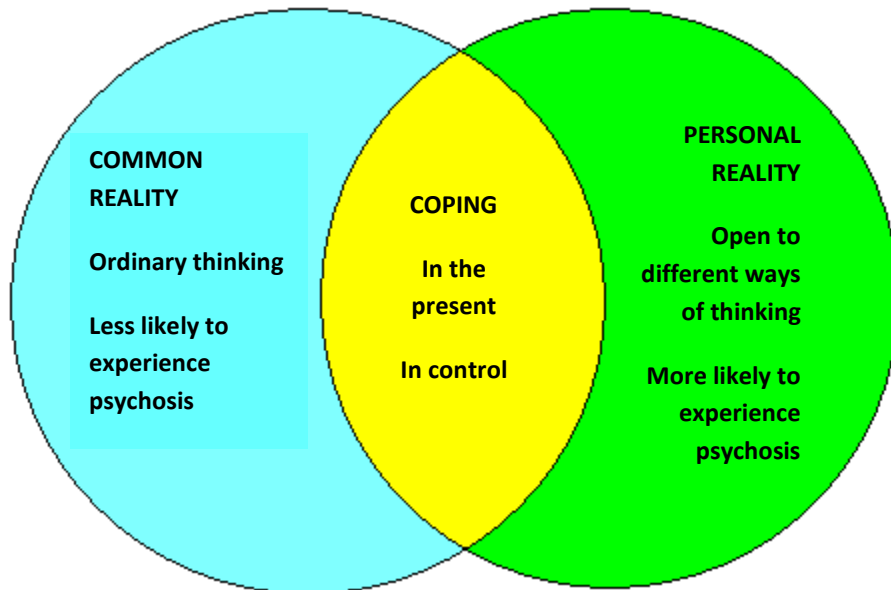 COMMON
REALITY
Ordinary thinking
Less likely to
experience
psychosis
COPING
In the
present
In control
PERSONAL
REALITY
Open to
different ways
of thinking
More likely to
experience
psychosis